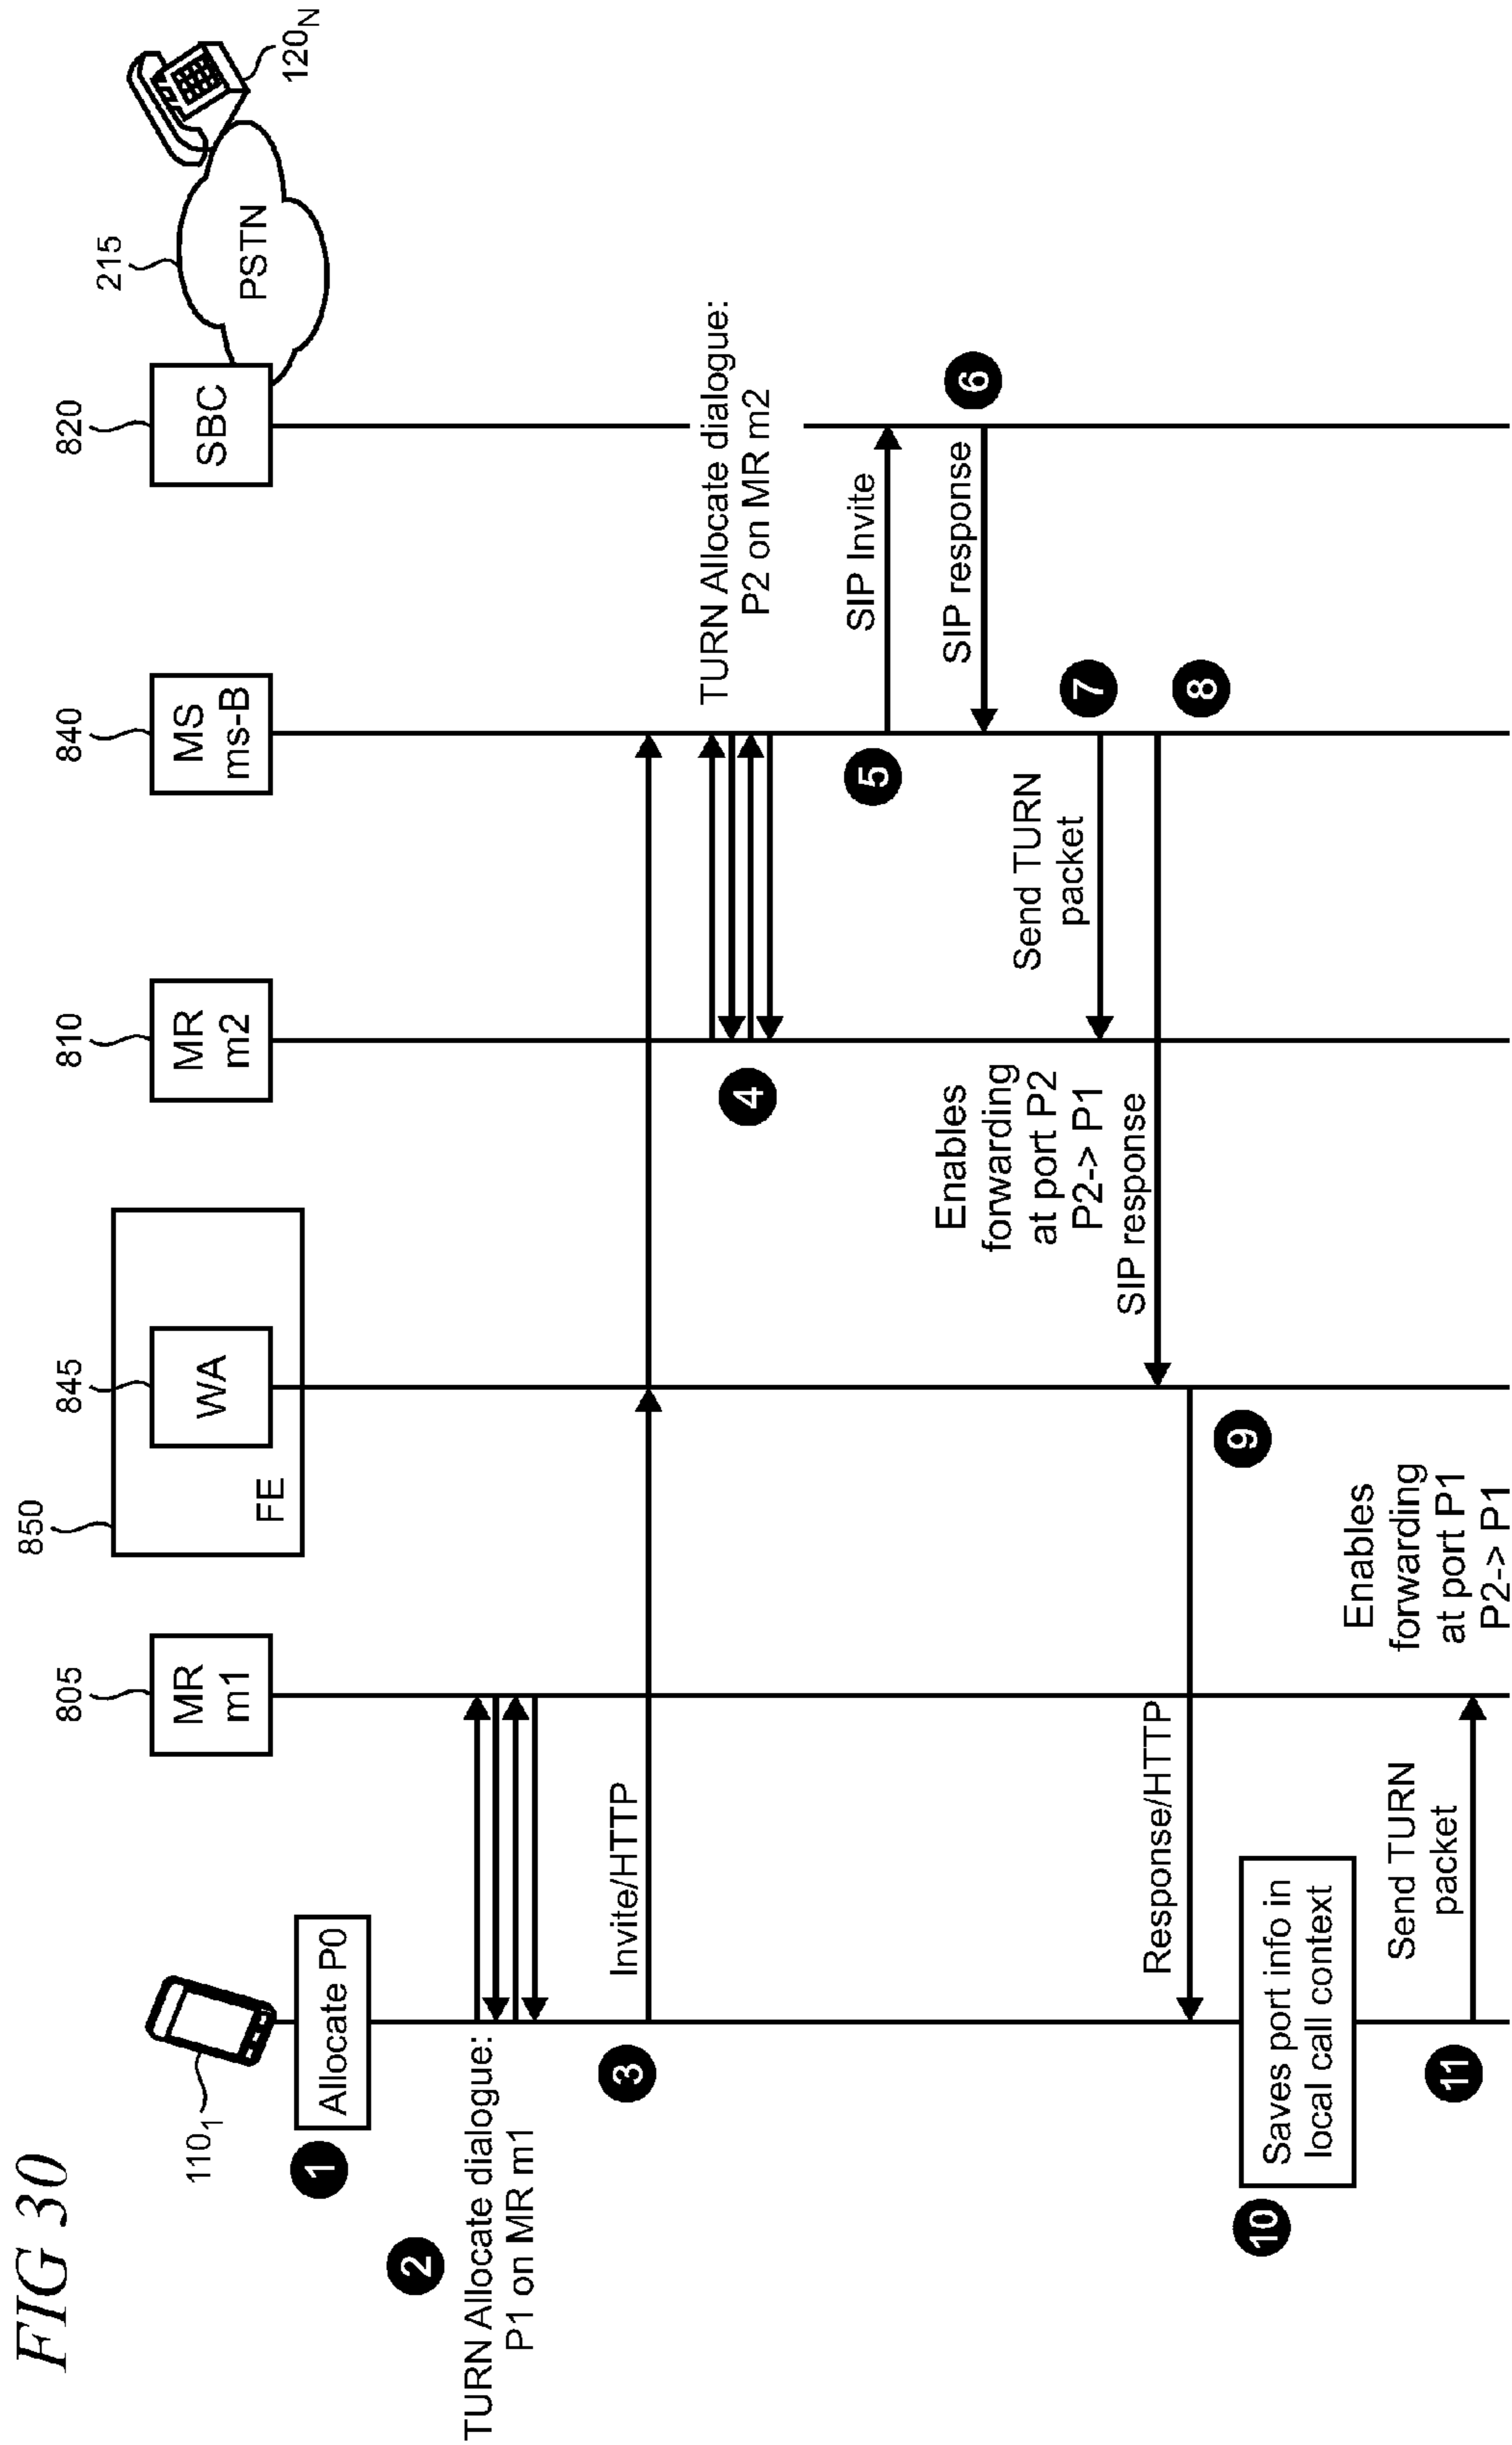 FIG 30
110₁
805
MR
m1
850
FE
845
WA
810
MR
m2
840
MS
ms-B
820
SBC
215
PSTN
120N
1
Allocate P0
2
TURN Allocate dialogue:
P1 on MR m1
3
Invite/HTTP
4
TURN Allocate dialogue:
P2 on MR m2
5
SIP Invite
6
SIP response
7
Send TURN
packet
Enables
forwarding
at port P2
P2-> P1
8
SIP response
9
Response/HTTP
10
Saves port info in
local call context
11
Send TURN
packet
Enables
forwarding
at port P1
P2-> P1